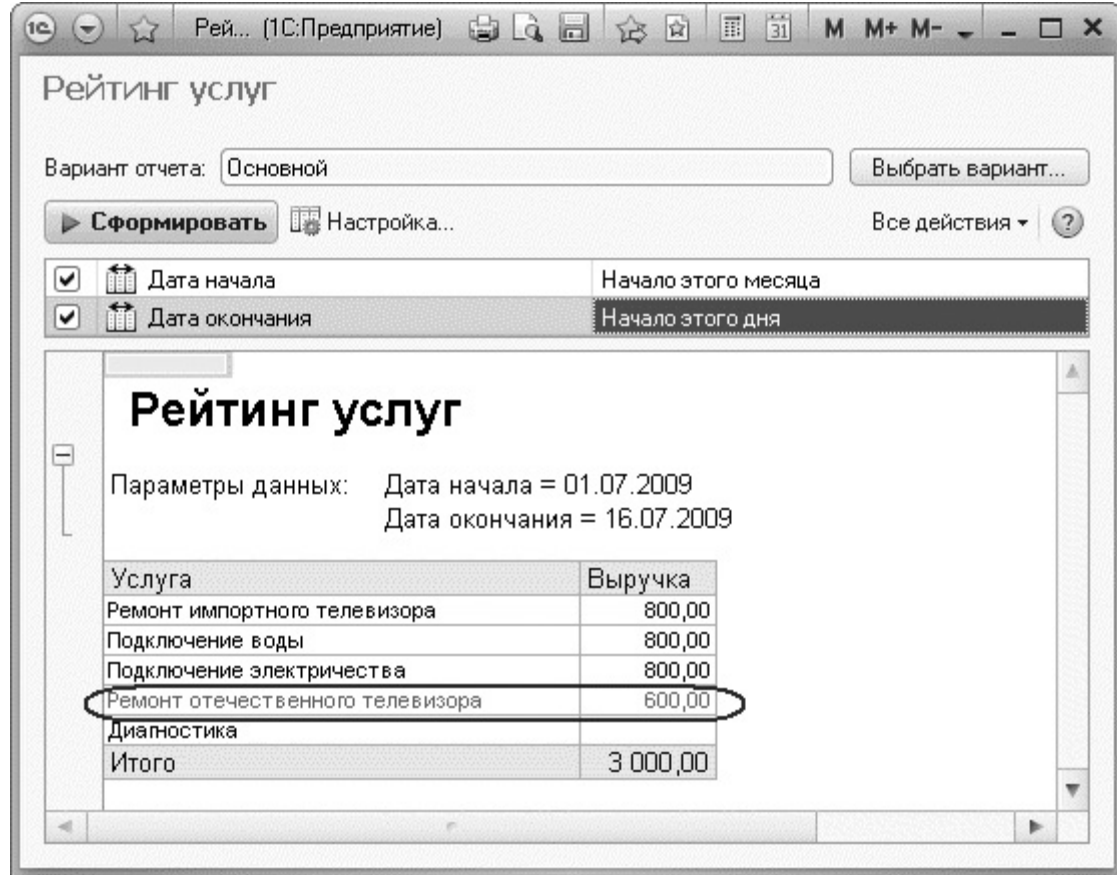 1С Рей... (1С:Предприятие) 31 M M+ M-
Рейтинг услуг
Вариант отчета: Основной Выбрать вариант...
Сформировать Настройка... Все действия ?
Дата начала Начало этого месяца
Дата окончания Начало этого дня
Рейтинг услуг
Параметры данных: Дата начала = 01.07.2009
Дата окончания = 16.07.2009
Услуга Выручка
Ремонт импортного телевизора 800,00
Подключение воды 800,00
Подключение электричества 800,00
Ремонт отечественного телевизора 600,00
Диагностика
Итого 3 000,00